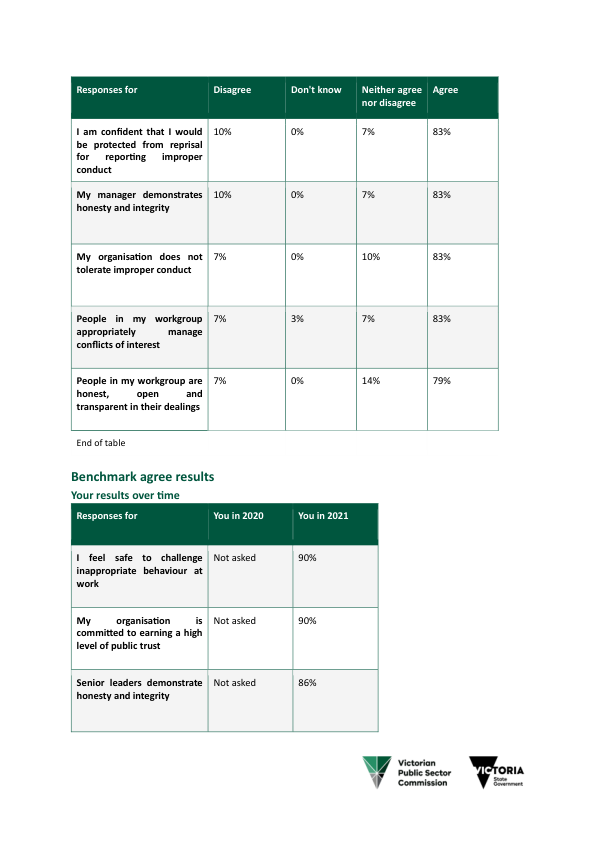 Responses for Disagree Don't know Neither agree nor disagree Agree
I am confident that I would be protected from reprisal for reporting improper conduct 10% 0% 7% 83%
My manager demonstrates honesty and integrity 10% 0% 7% 83%
My organisation does not tolerate improper conduct 7% 0% 10% 83%
People in my workgroup appropriately manage conflicts of interest 7% 3% 7% 83%
People in my workgroup are honest, open and transparent in their dealings 7% 0% 14% 79%
End of table
Benchmark agree results
Your results over time
Responses for You in 2020 You in 2021
I feel safe to challenge inappropriate behaviour at work Not asked 90%
My organisation is committed to earning a high level of public trust Not asked 90%
Senior leaders demonstrate honesty and integrity Not asked 86%
Victorian
Public Sector
Commission
VICTORIA
State
Government